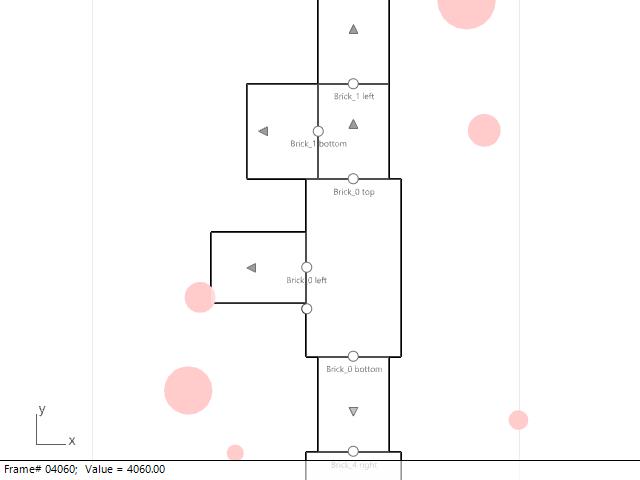 Brick_1 left
Brick_1 bottom
Brick_0 top
Brick_0 left
Brick_0 bottom
y
x
Brick_4 right
Frame# 04060; Value = 4060.00